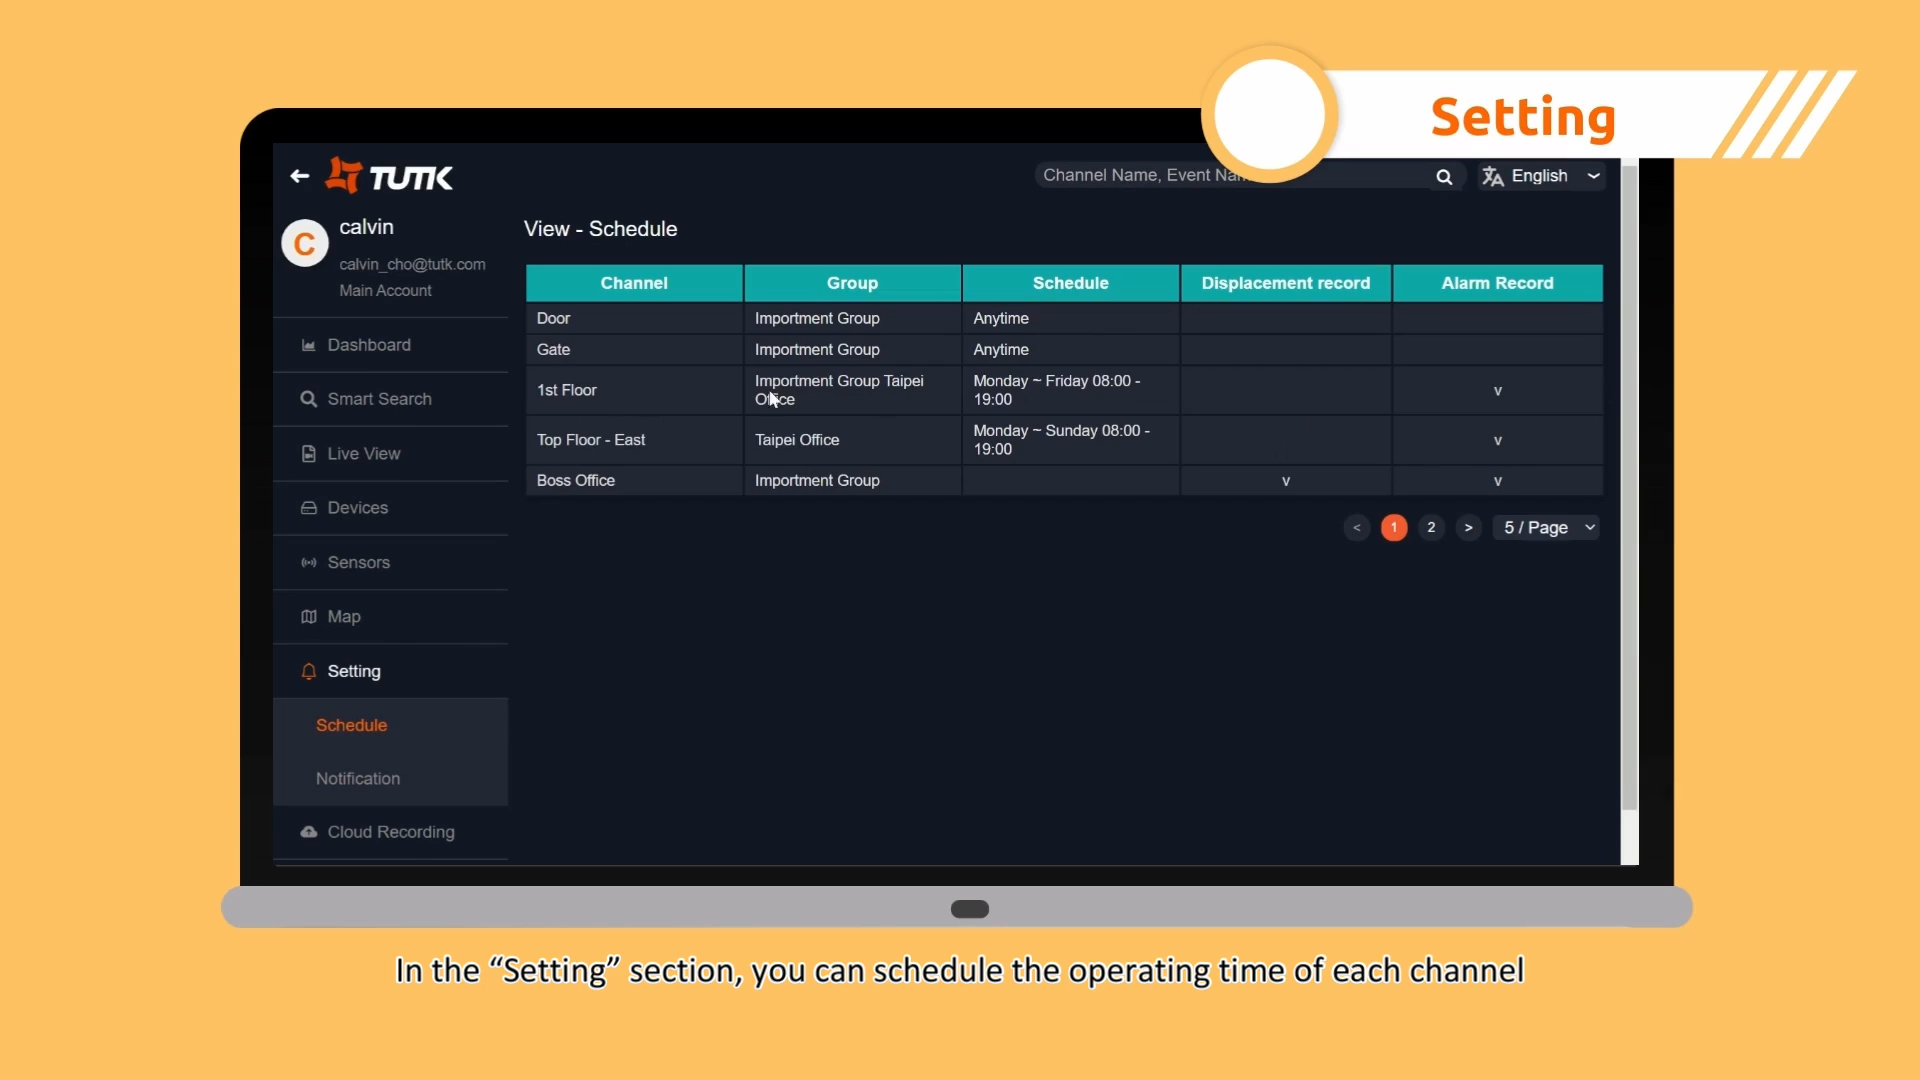 Setting
TUTK
Channel Name, Event Na
English
C
calvin
calvin_cho@tutk.com
Main Account
Dashboard
Smart Search
Live View
Devices
Sensors
Map
Setting
Schedule
Notification
Cloud Recording
View - Schedule
Channel Group Schedule Displacement record Alarm Record
Door Importment Group Anytime
Gate Importment Group Anytime
1st Floor Importment Group Taipei Office Monday ~ Friday 08:00 - 19:00 v
Top Floor - East Taipei Office Monday ~ Sunday 08:00 - 19:00 v
Boss Office Importment Group v v
< 1 2 > 5 / Page
In the “Setting” section, you can schedule the operating time of each channel